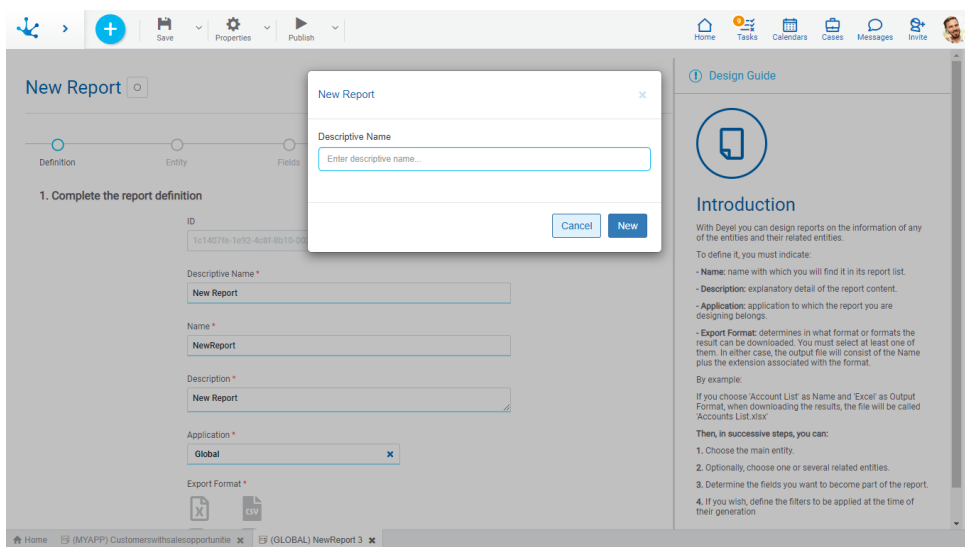 Save
Properties
Publish
Home
9
Tasks
Calendars
Cases
Messages
Invite
New Report
Definition
Entity
Fields
1. Complete the report definition
ID
Descriptive Name *
New Report
Name *
NewReport
Description *
New Report
Application *
Global
Export Format *
X
CSV
New Report
×
Descriptive Name
Enter descriptive name...
Cancel
New
Design Guide
Introduction
With Deyel you can design reports on the information of any
of the entities and their related entities.
To define it, you must indicate:
- Name: name with which you will find it in its report list.
- Description: explanatory detail of the report content.
- Application: application to which the report you are
designing belongs.
- Export Format: determines in what format or formats the
result can be downloaded. You must select at least one of
them. In either case, the output file will consist of the Name
plus the extension associated with the format.
By example:
If you choose 'Account List' as Name and 'Excel' as Output
Format, when downloading the results, the file will be called
'Accounts List.xlsx'
Then, in successive steps, you can:
1. Choose the main entity.
2. Optionally, choose one or several related entities.
3. Determine the fields you want to become part of the report.
4. If you wish, define the filters to be applied at the time of
their generation
Home
(MYAPP) Customerswithsalesopportunitie
(GLOBAL) NewReport 3